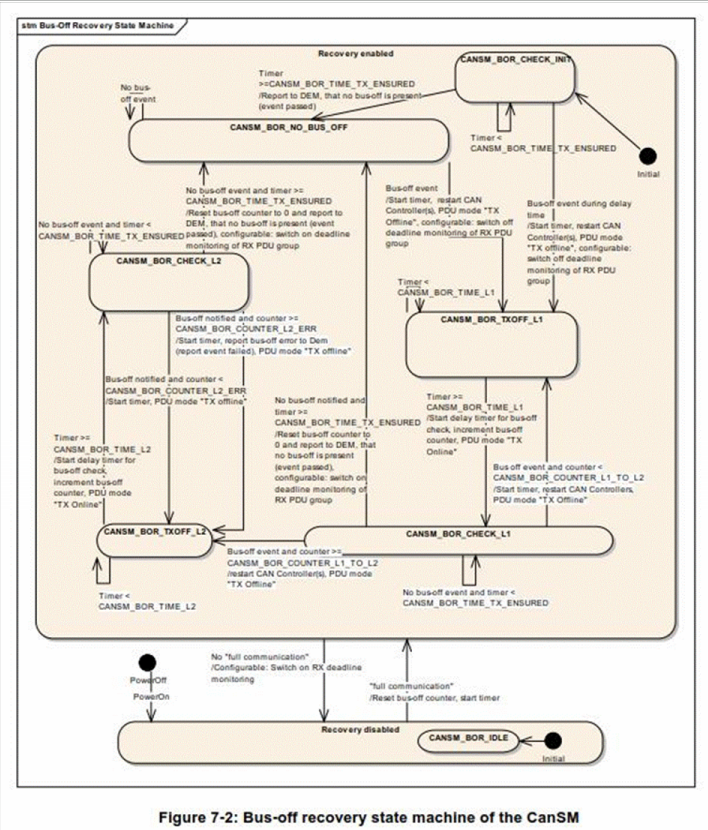 stm Bus-Off Recovery State Machine
Recovery enabled
CANSM_BOR_CHECK_INIT
Timer
>=CANSM_BOR_TIME_TX_ENSURED
/Report to DEM, that no bus-off is present
(event passed)
No bus-
off event
CANSM_BOR_NO_BUS_OFF
Timer <
CANSM_BOR_TIME_TX_ENSURED
Initial
No bus-off event and timer >=
CANSM_BOR_TIME_TX_ENSURED
/Reset bus-off counter to 0 and report to
DEM, that no bus-off is present (event
passed), configurable: switch on deadline
monitoring of RX PDU group
Bus-off event
/Start timer, restart CAN
Controller(s), PDU mode "TX
Offline", configurable: switch off
deadline monitoring of RX PDU
group
Bus-off event during delay
time
/Start timer, restart CAN
Controller(s), PDU mode
"TX offline", configurable:
switch off deadline
monitoring of RX PDU
group
No bus-off event and timer <
CANSM_BOR_TIME_TX_ENSURED
CANSM_BOR_CHECK_L2
Timer <
CANSM_BOR_TIME_L1
CANSM_BOR_TXOFF_L1
Bus-off notified and counter >=
CANSM_BOR_COUNTER_L2_ERR
/Start timer, report bus-off error to Dem
(report event failed), PDU mode "TX offline"
Bus-off notified and counter <
CANSM_BOR_COUNTER_L2_ERR
/Start timer, PDU mode "TX offline"
No bus-off notified and
timer >=
CANSM_BOR_TIME_TX_ENSURED
/Reset bus-off counter to
0 and report to DEM, that
no bus-off is present
(event passed),
configurable: switch on
deadline monitoring of
RX PDU group
Timer >=
CANSM_BOR_TIME_L1
/Start delay timer for bus-off
check, increment bus-off
counter, PDU mode "TX
Online"
Timer >=
CANSM_BOR_TIME_L2
/Start delay timer for
bus-off check,
increment bus-off
counter, PDU mode
"TX Online"
Bus-off event and counter <
CANSM_BOR_COUNTER_L1_TO_L2
/Start timer, restart CAN Controllers,
PDU mode "TX Offline"
CANSM_BOR_TXOFF_L2
CANSM_BOR_CHECK_L1
Bus-off event and counter >=
CANSM_BOR_COUNTER_L1_TO_L2
/restart CAN Controller(s), PDU mode
"TX Offline"
Timer <
CANSM_BOR_TIME_L2
No bus-off event and timer <
CANSM_BOR_TIME_TX_ENSURED
No "full communication"
/Configurable: Switch on RX deadline
monitoring
PowerOff
PowerOn
"full communication"
/Reset bus-off counter, start timer
Recovery disabled
CANSM_BOR_IDLE
Initial
Figure 7-2: Bus-off recovery state machine of the CanSM